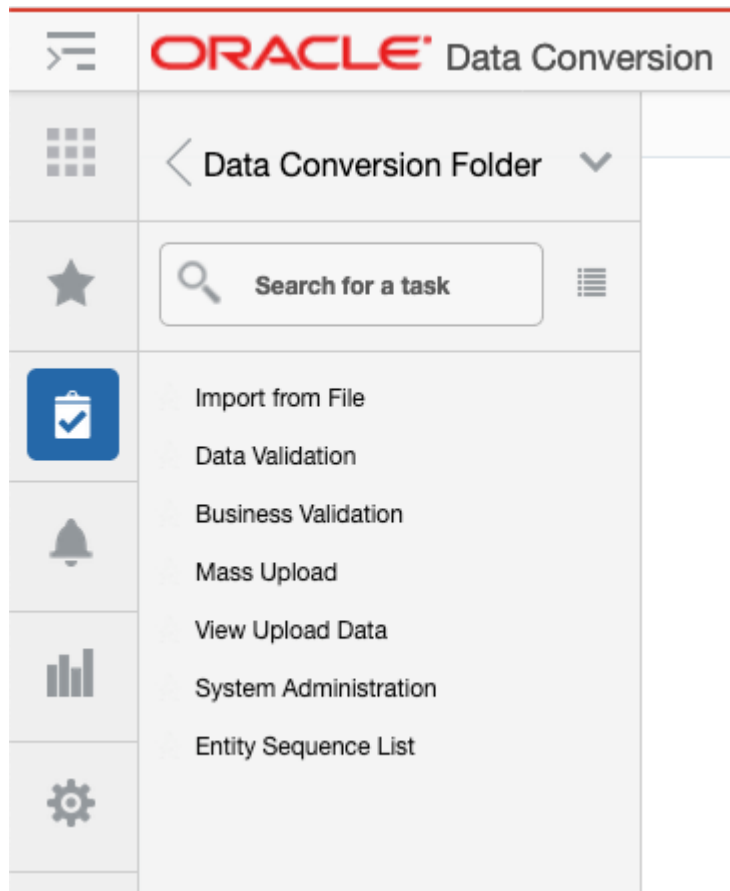 ORACLE Data Conversion
Data Conversion Folder
Search for a task
Import from File
Data Validation
Business Validation
Mass Upload
View Upload Data
System Administration
Entity Sequence List